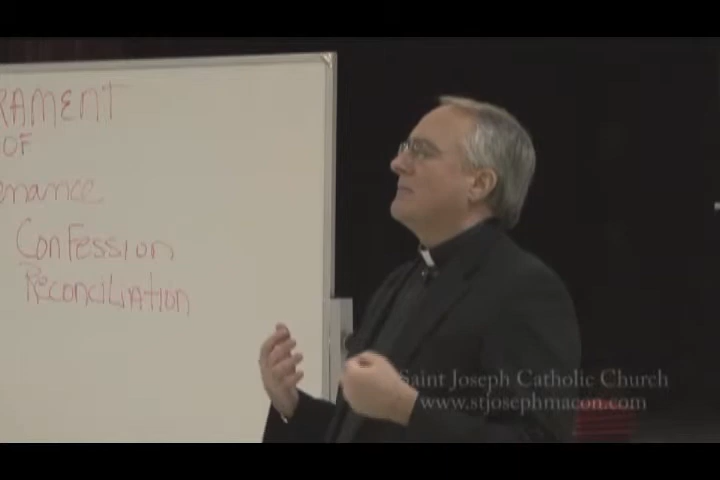 RAMENT
OF
enance
Confession
Reconciliation
Saint Joseph Catholic Church
www.stjosephmacon.com